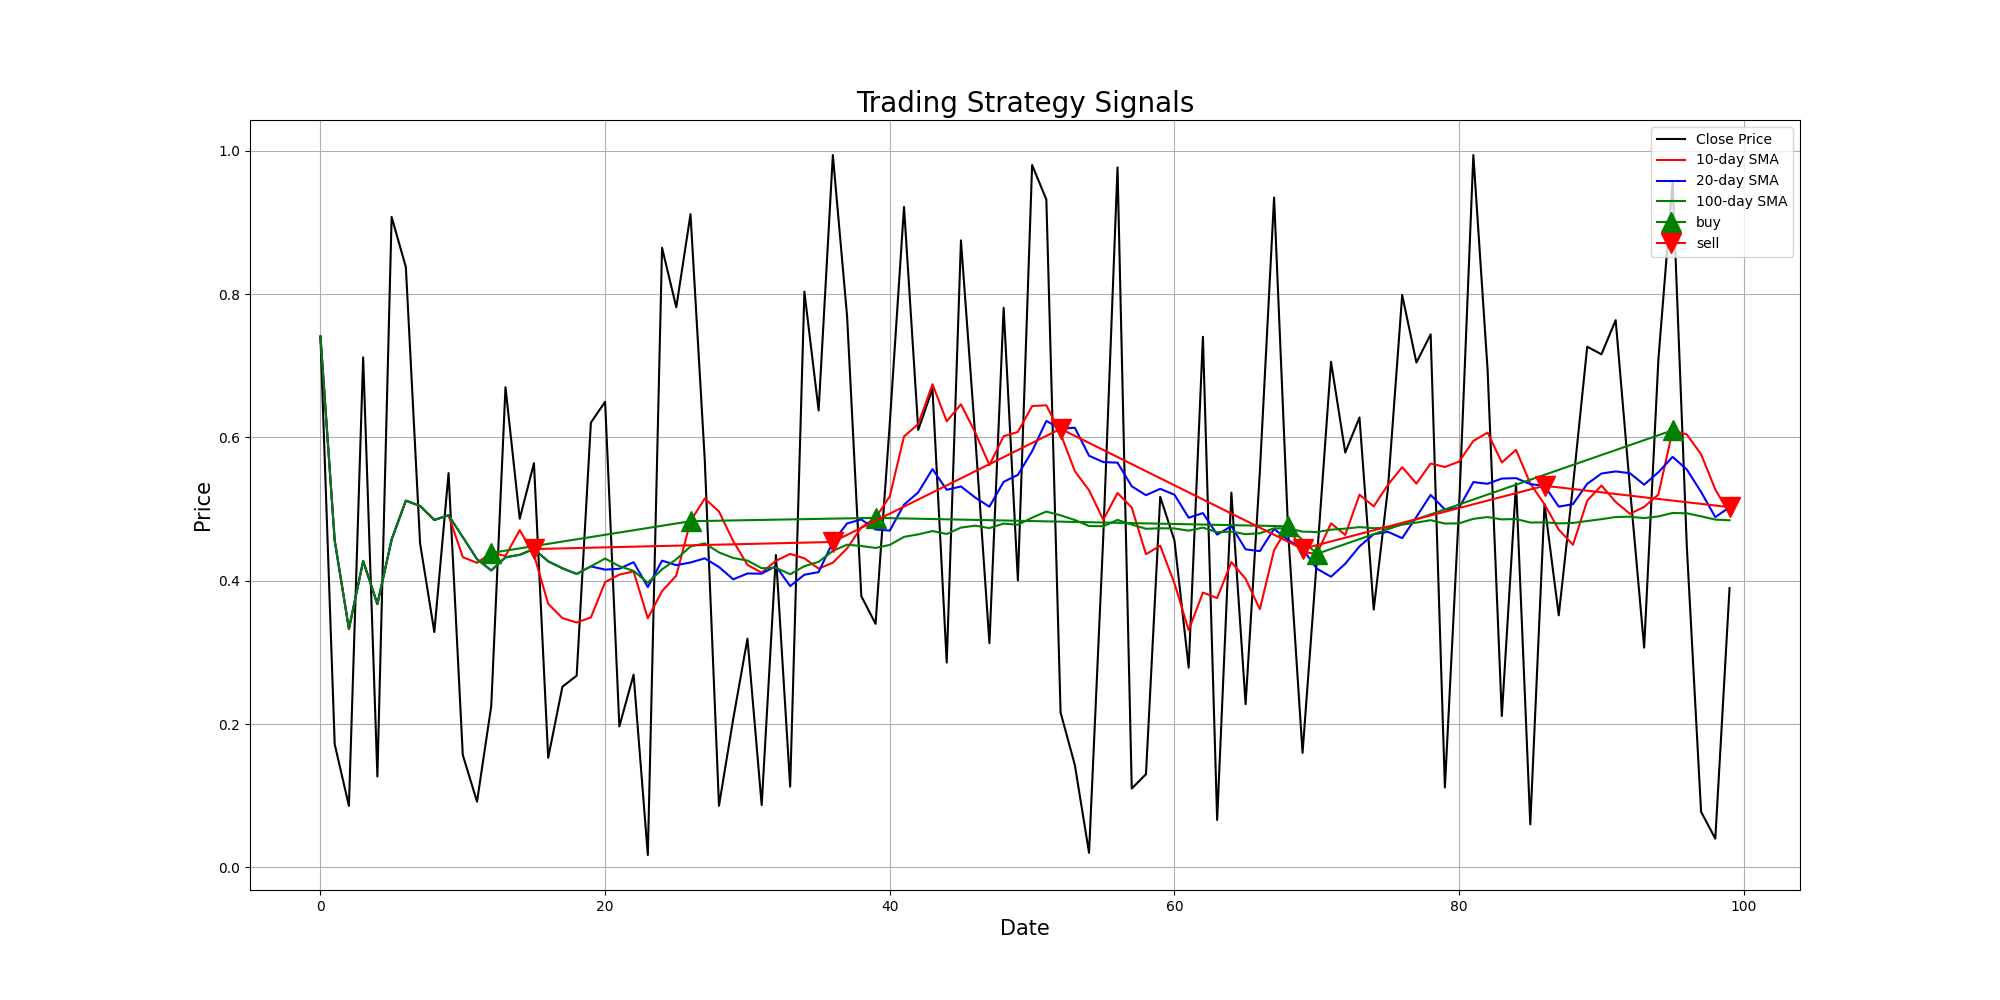 Trading Strategy Signals
Price
1.0
0.8
0.6
0.4
0.2
0.0
Close Price
10-day SMA
20-day SMA
100-day SMA
buy
sell
0 20 40 60 80 100
Date